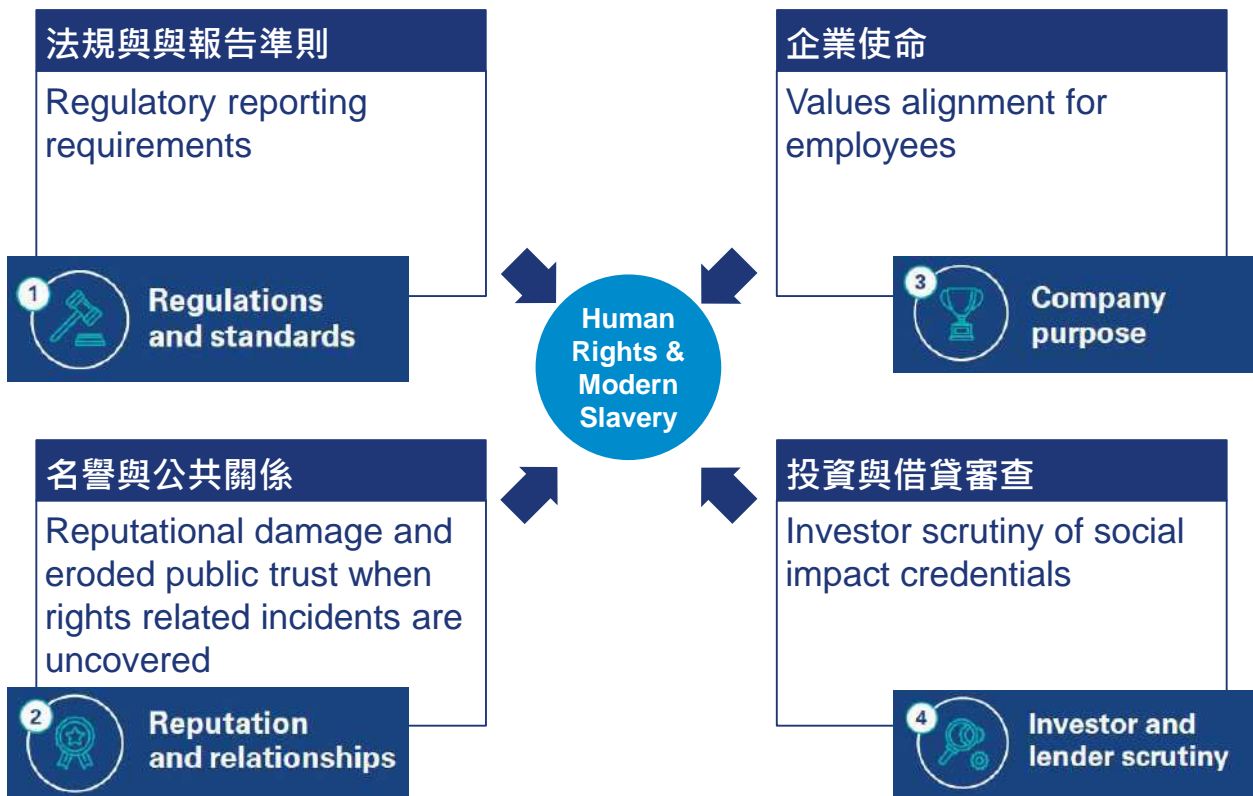 法規與與報告準則
Regulatory reporting
requirements
1
Regulations
and standards
企業使命
Values alignment for
employees
3
Company
purpose
Human
Rights &
Modern
Slavery
名譽與公共關係
Reputational damage and
eroded public trust when
rights related incidents are
uncovered
2
Reputation
and relationships
投資與借貸審查
Investor scrutiny of social
impact credentials
4
Investor and
lender scrutiny